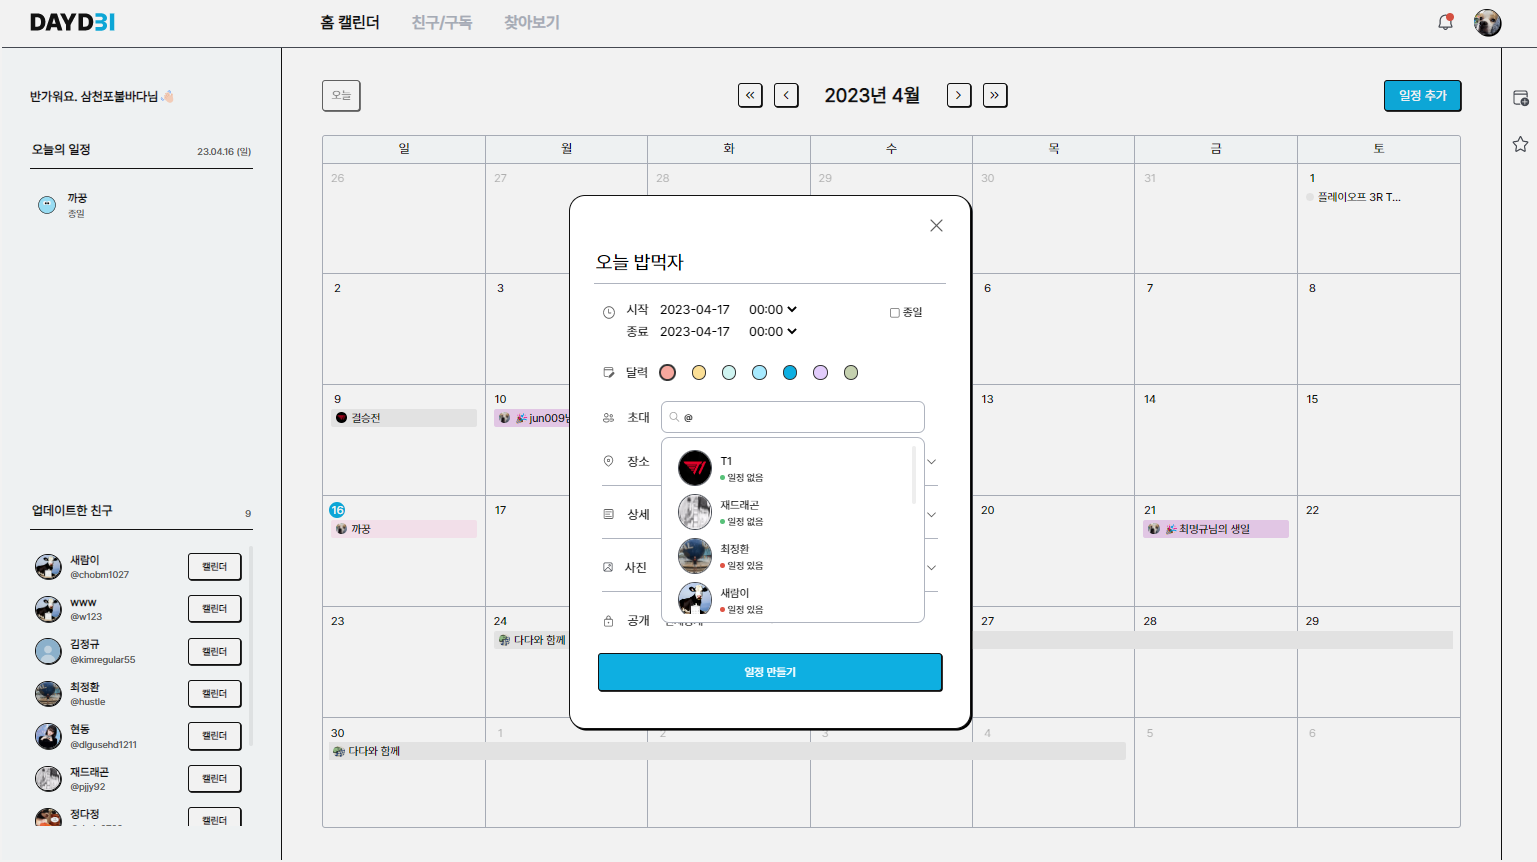 DAYDBI
홈 캘린더
친구/구독
찾아보기
반가워요. 삼천포불바다님👋🏻
오늘의 일정
23.04.16 (일)
까꿍
종일
업데이트한 친구
9
새람이
@chobm1027
캘린더
www
@w123
캘린더
김정규
@kimregular55
캘린더
최정환
@hustle
캘린더
현동
@dlgusehd1211
캘린더
재드래곤
@pjjy92
캘린더
정다정
캘린더
오늘
«
<
2023년 4월
>
»
일정 추가
일 월 화 수 목 금 토
26 27 28 29 30 31 1
플레이오프 3R T...
2 3 6 7 8
9 10 13 14 15
결승전
🎉 jun009님
16 17 20 21 22
까꿍
🎉 최명규님의 생일
23 24 27 28 29
다다와 함께
30 1 2 3 4 5 6
다다와 함께
오늘 밥먹자
시작 2023-04-17 00:00
종일
종료 2023-04-17 00:00
달력
초대
@
T1
일정 없음
재드래곤
일정 없음
최정환
일정 있음
새람이
일정 있음
장소
상세
사진
공개
일정 만들기